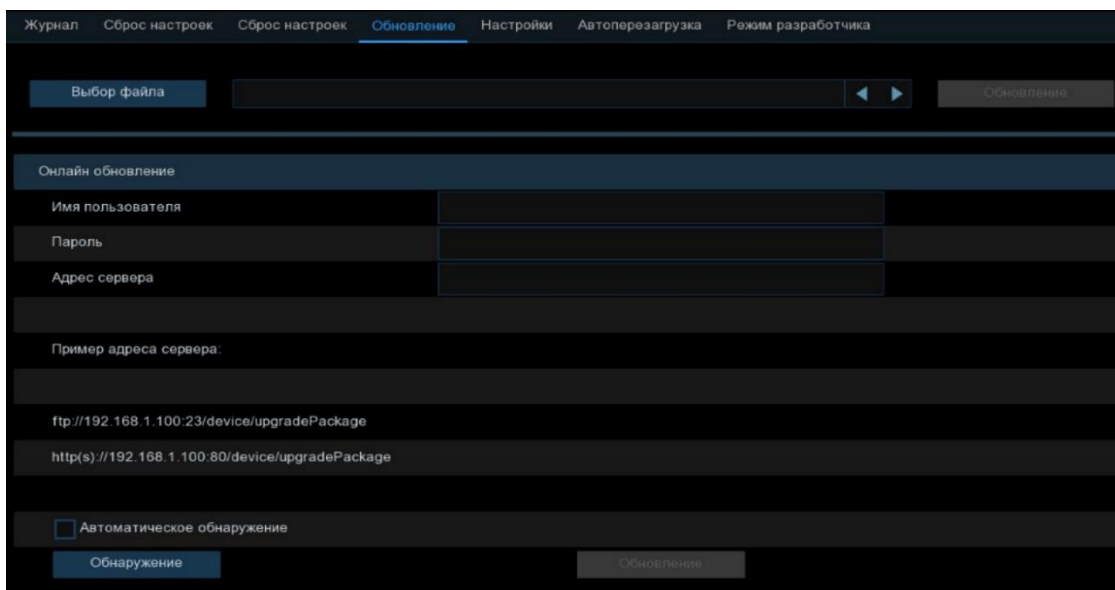 Журнал Сброс настроек Сброс настроек Обновление Настройки Автоперезагрузка Режим разработчика
Выбор файла Обновление
Онлайн обновление
Имя пользователя
Пароль
Адрес сервера
Пример адреса сервера:
ftp://192.168.1.100:23/device/upgradePackage
http(s)://192.168.1.100:80/device/upgradePackage
Автоматическое обнаружение
Обнаружение Обновление